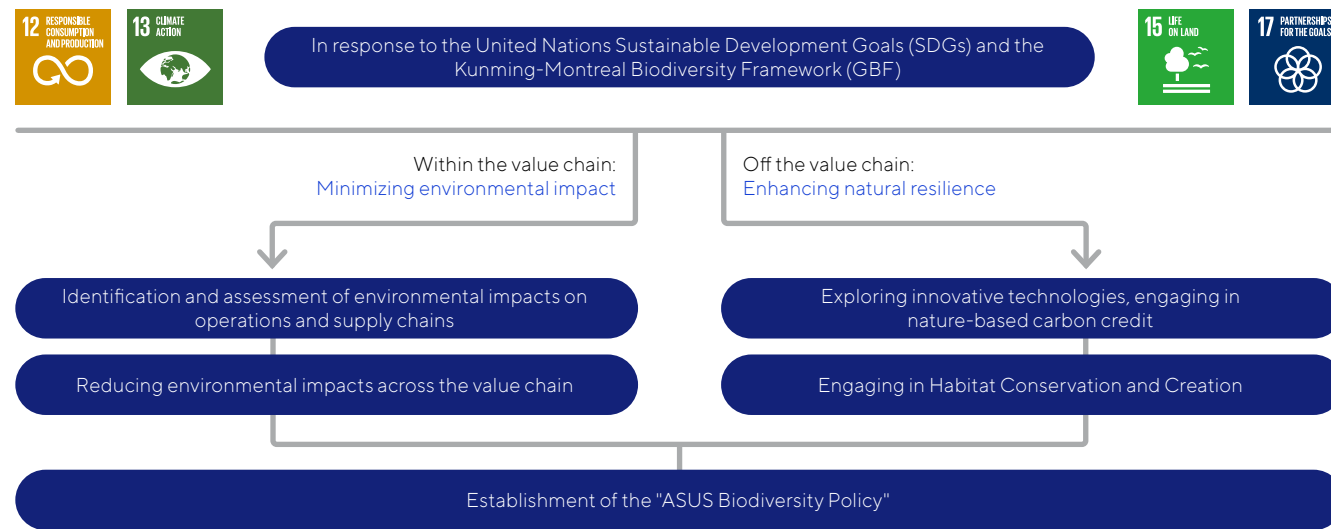 12 RESPONSIBLE
CONSUMPTION
AND PRODUCTION
13 CLIMATE
ACTION
In response to the United Nations Sustainable Development Goals (SDGs) and the
Kunming-Montreal Biodiversity Framework (GBF)
15 LIFE
ON LAND
17 PARTNERSHIPS
FOR THE GOALS
Within the value chain:
Minimizing environmental impact
Off the value chain:
Enhancing natural resilience
Identification and assessment of environmental impacts on
operations and supply chains
Exploring innovative technologies, engaging in
nature-based carbon credit
Reducing environmental impacts across the value chain
Engaging in Habitat Conservation and Creation
Establishment of the "ASUS Biodiversity Policy"